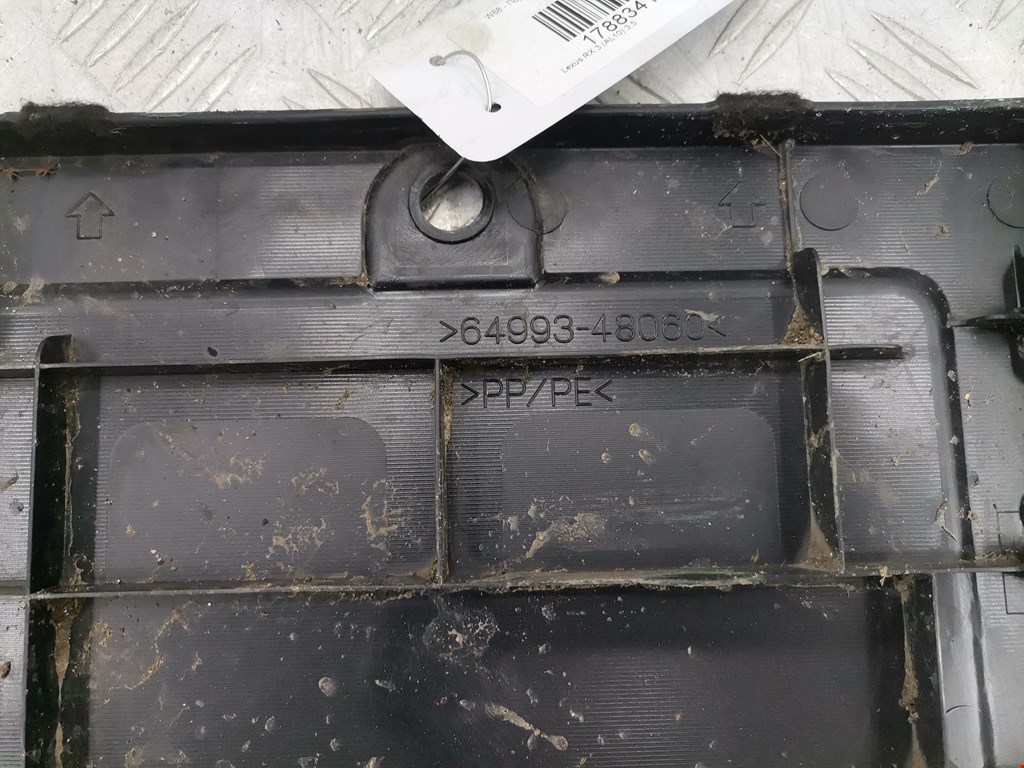 178834
Lexus RX 3 (AL10) 3.5
>64993-48060<
>PP/PE<